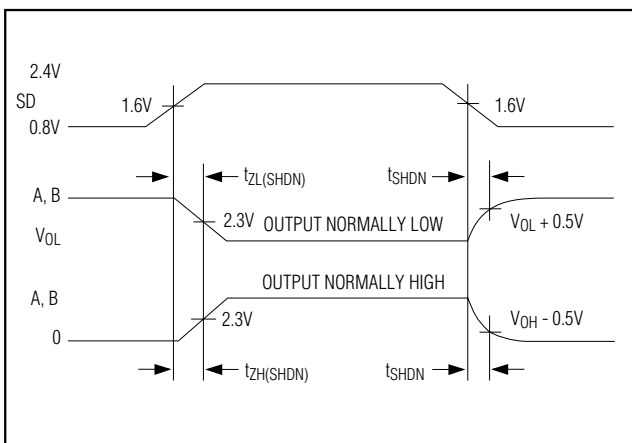 2.4V
SD
0.8V
1.6V
1.6V
tZL(SHDN)
tSHDN
A, B
VOL
2.3V
OUTPUT NORMALLY LOW
VOL + 0.5V
OUTPUT NORMALLY HIGH
A, B
0
2.3V
VOH - 0.5V
tZH(SHDN)
tSHDN